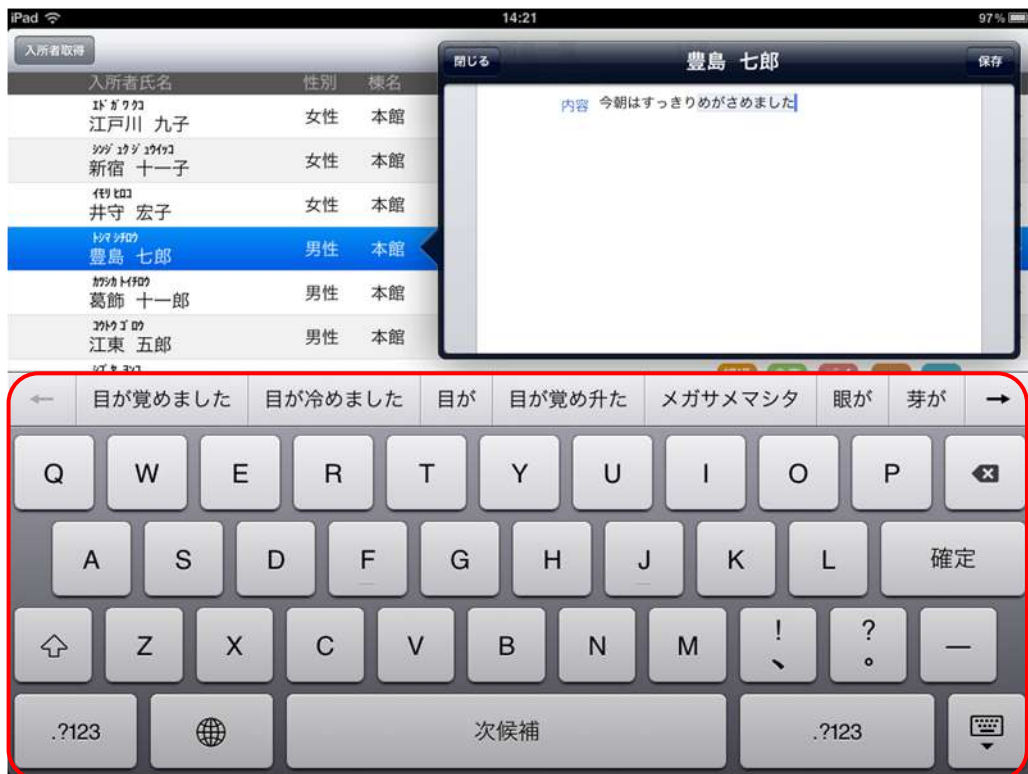 iPad 14:21 97%
入所者取得
閉じる 豊島 七郎 保存
入所者氏名 性別 棟名
内容 今朝はすっきりめがさめました
ｴﾄﾞｶﾞﾜ ｸｺ
江戸川 九子 女性 本館
ｼﾝｼﾞｭｸ ｼﾞｭｳｲｯｺ
新宿 十一子 女性 本館
ｲﾓﾘ ﾋﾛｺ
井守 宏子 女性 本館
ﾄｼﾏ ｼﾁﾛｳ
豊島 七郎 男性 本館
ｶﾂｼｶ ﾄｲﾁﾛｳ
葛飾 十一郎 男性 本館
ｺｳﾄｳ ｺﾞﾛｳ
江東 五郎 男性 本館
← 目が覚めました 目が冷めました 目が 目が覚め升た メガサメマシタ 眼が 芽が →
Q W E R T Y U I O P
A S D F G H J K L 確定
Z X C V B N M ! 、 ? 。 ー
.?123 次候補 .?123